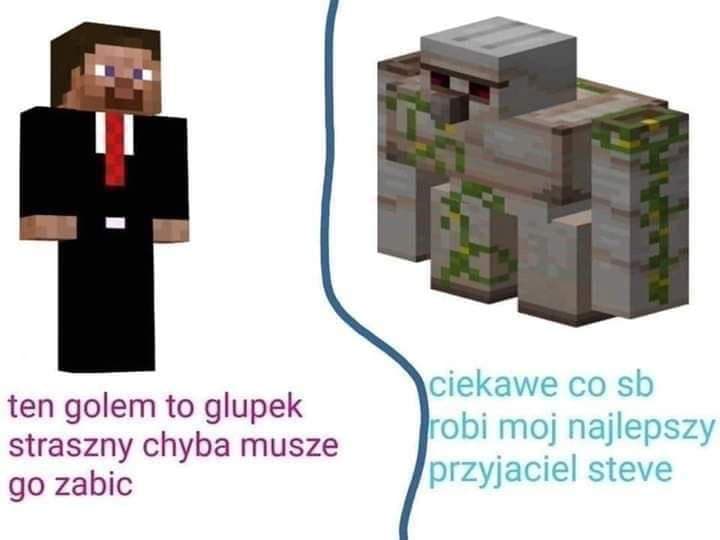 ten golem to glupek
straszny chyba musze
go zabic
ciekawe co sb
robi moj najlepszy
przyjaciel steve